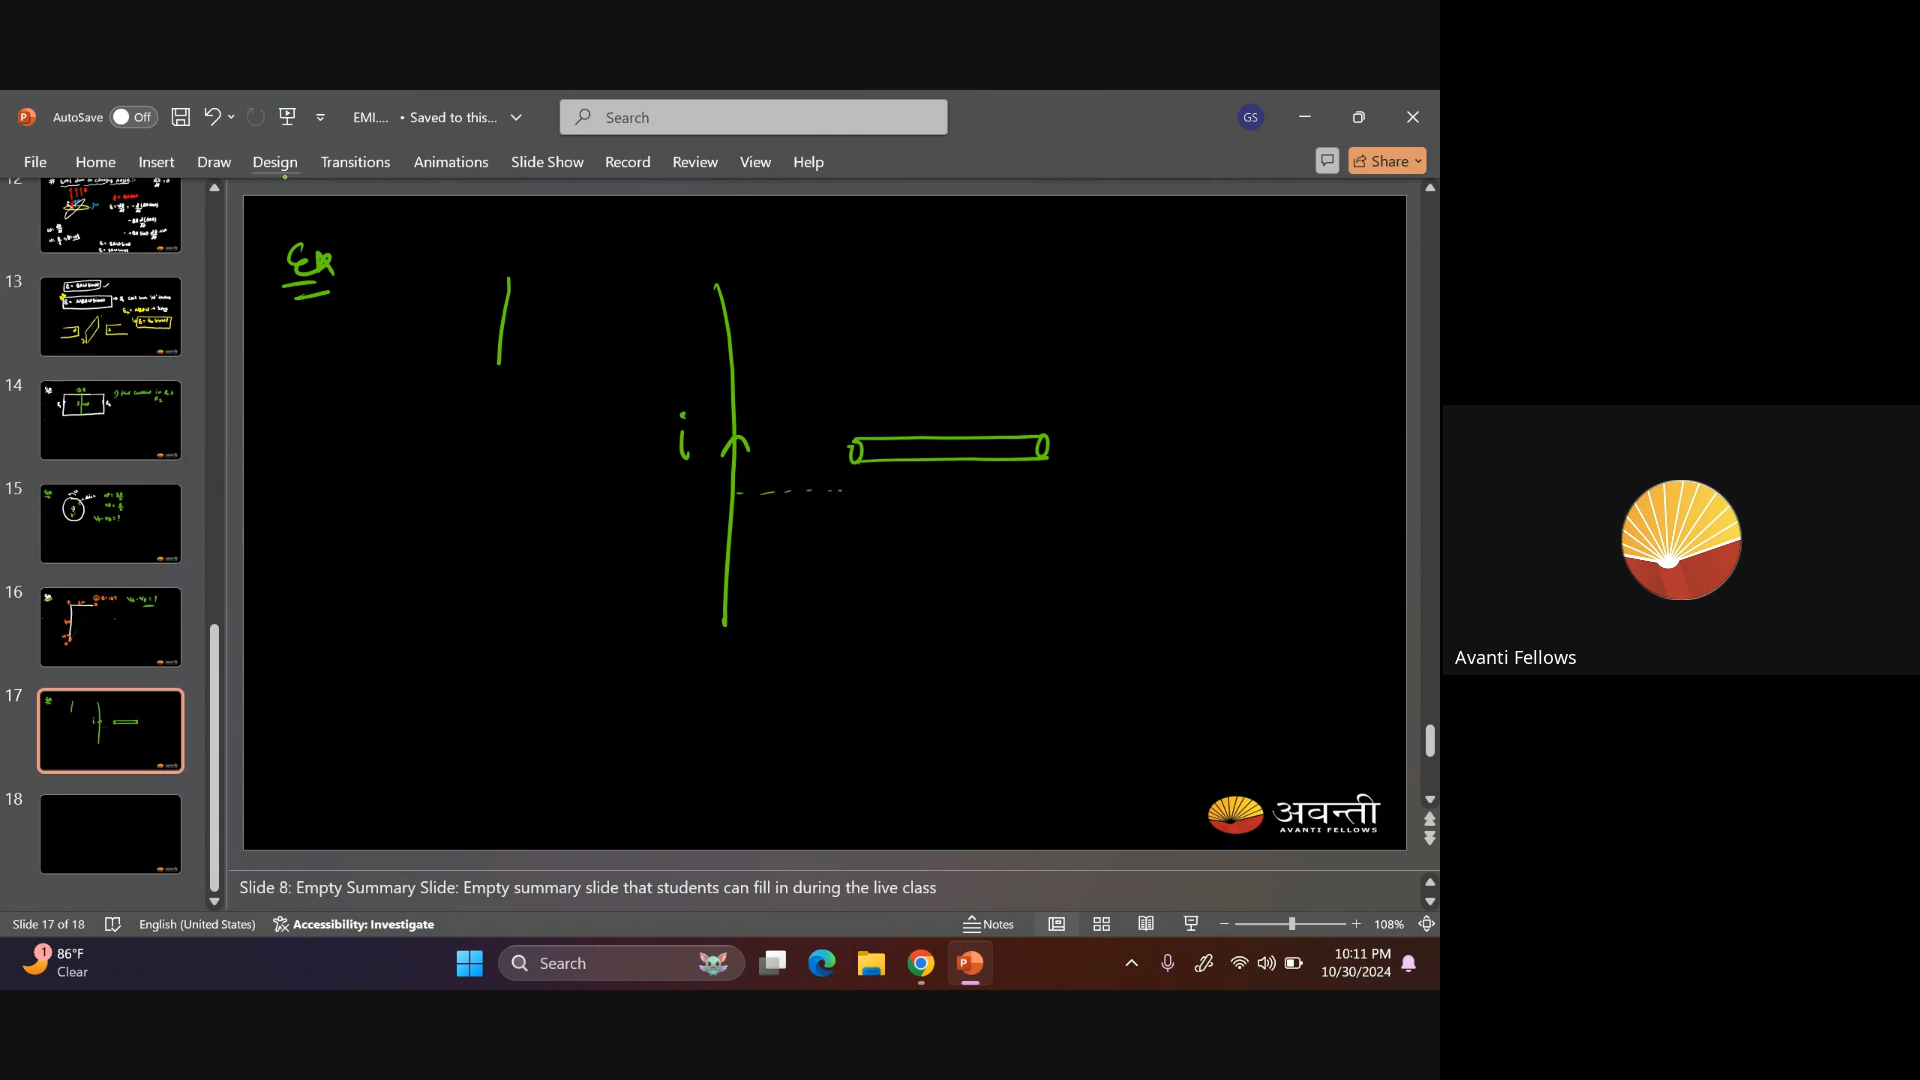 AutoSave Off EMI.... • Saved to this... Search GS
File Home Insert Draw Design Transitions Animations Slide Show Record Review View Help Share
12
13
14
15
16
17
18
Ex
i
अवन्ती
AVANTI FELLOWS
Slide 8: Empty Summary Slide: Empty summary slide that students can fill in during the live class
Slide 17 of 18 English (United States) Accessibility: Investigate Notes 108%
1 86°F
Clear
Search
10:11 PM
10/30/2024
Avanti Fellows